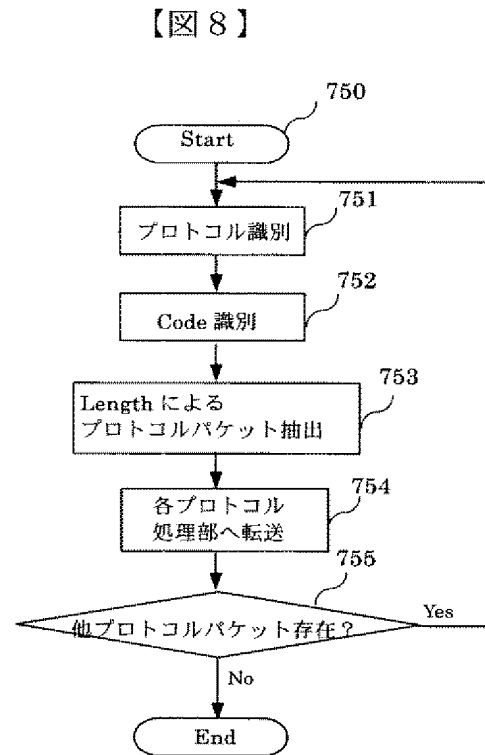 【図８】
750
Start
751
プロトコル識別
752
Code 識別
753
Length による
プロトコルパケット抽出
754
各プロトコル
処理部へ転送
755
他プロトコルパケット存在？
Yes
No
End